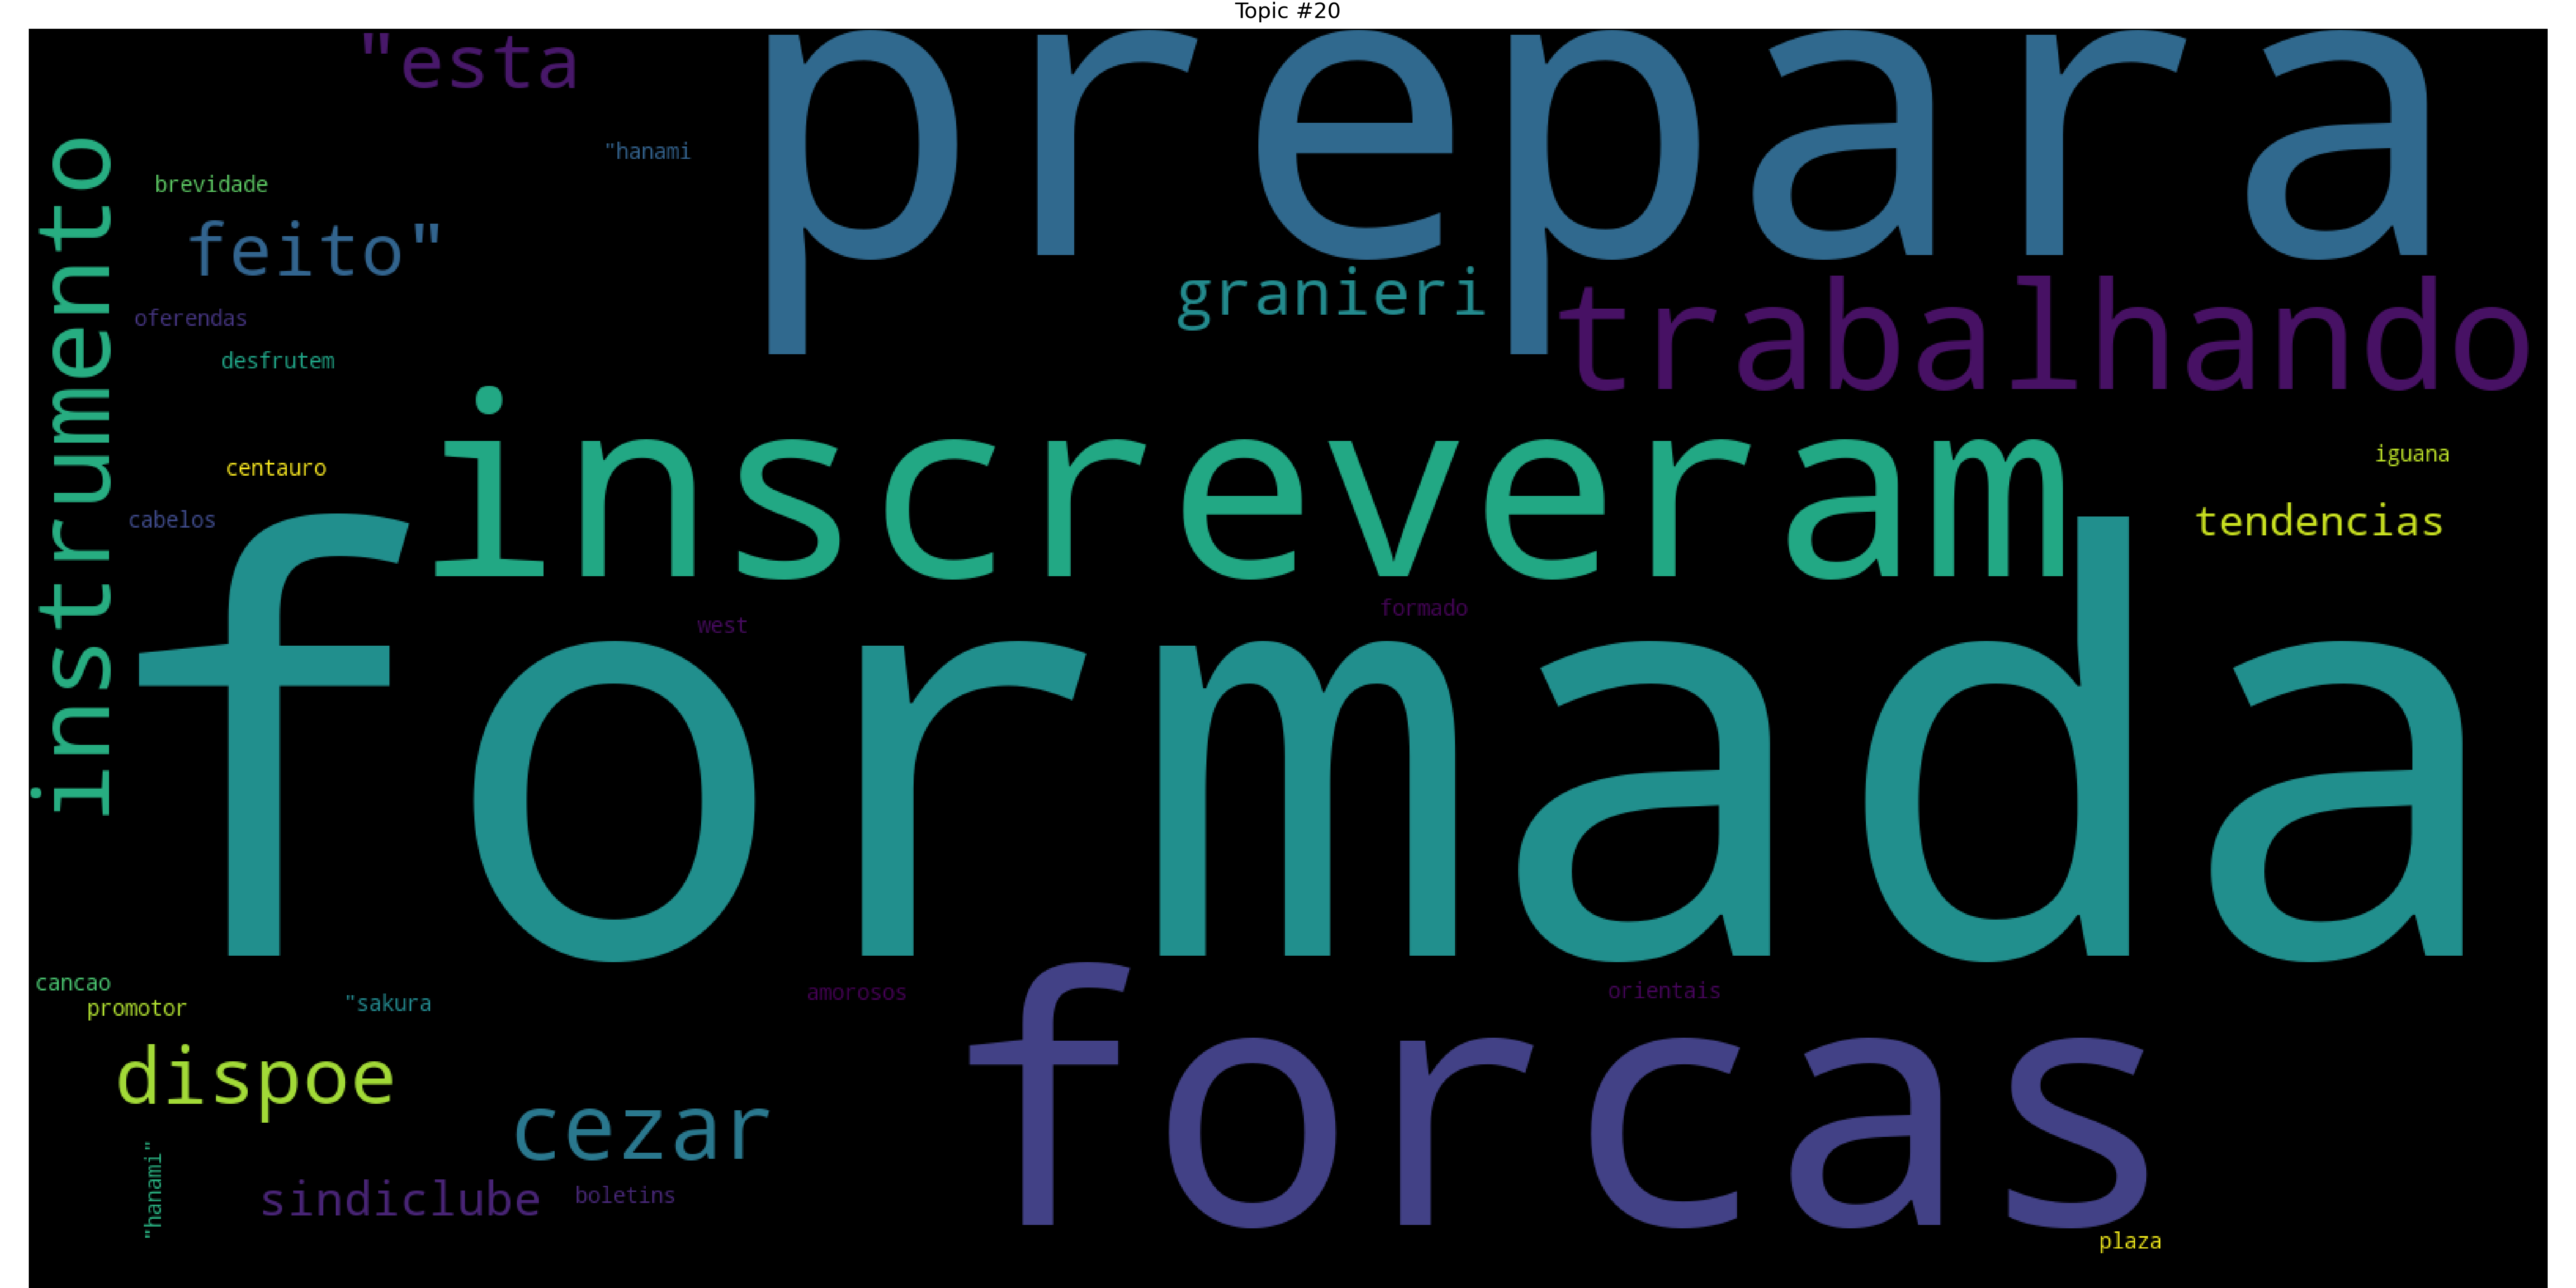 Topic #20
"esta
prepara
"hanami
brevidade
feito"
instrumento
granieri
trabalhando
oferendas
desfrutem
inscreveram
centauro
iguana
cabelos
tendencias
formada
west
formado
cancao
promotor
"sakura
amorosos
orientais
forcas
dispoe
cezar
"hanami"
sindiclube
boletins
plaza